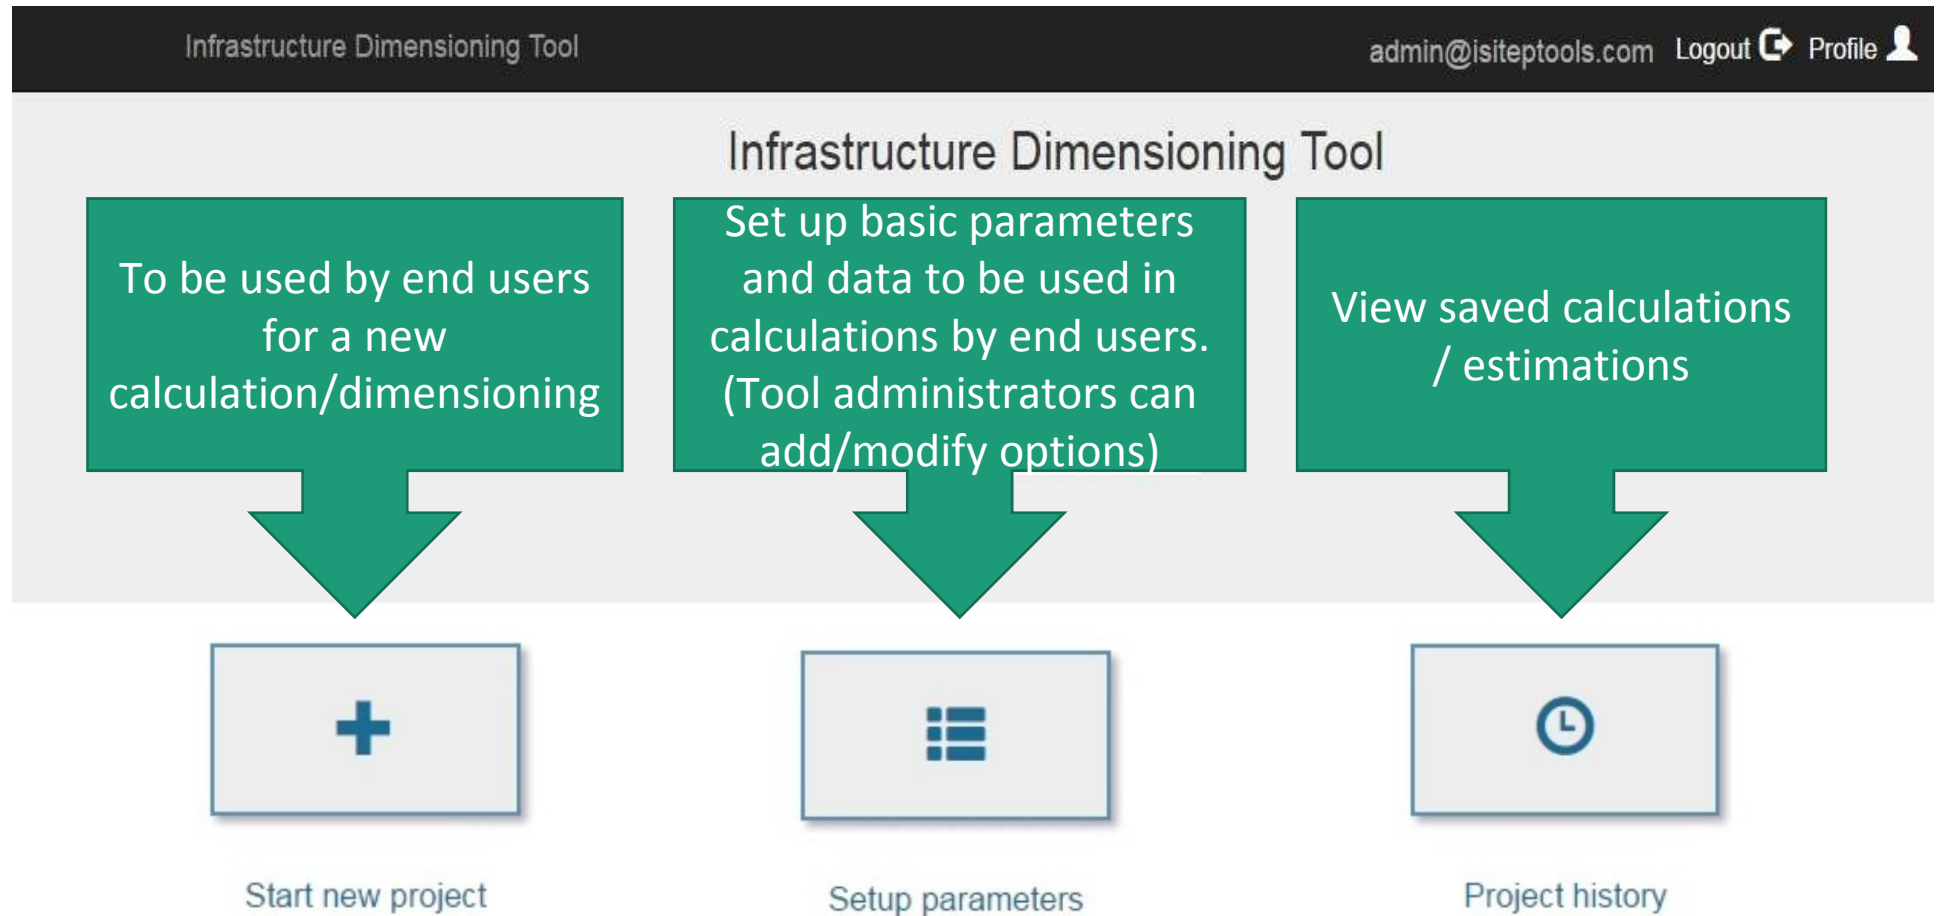 Infrastructure Dimensioning Tool
admin@isiteptools.com Logout Profile
Infrastructure Dimensioning Tool
To be used by end users
for a new
calculation/dimensioning
Set up basic parameters
and data to be used in
calculations by end users.
(Tool administrators can
add/modify options)
View saved calculations
/ estimations
Start new project
Setup parameters
Project history